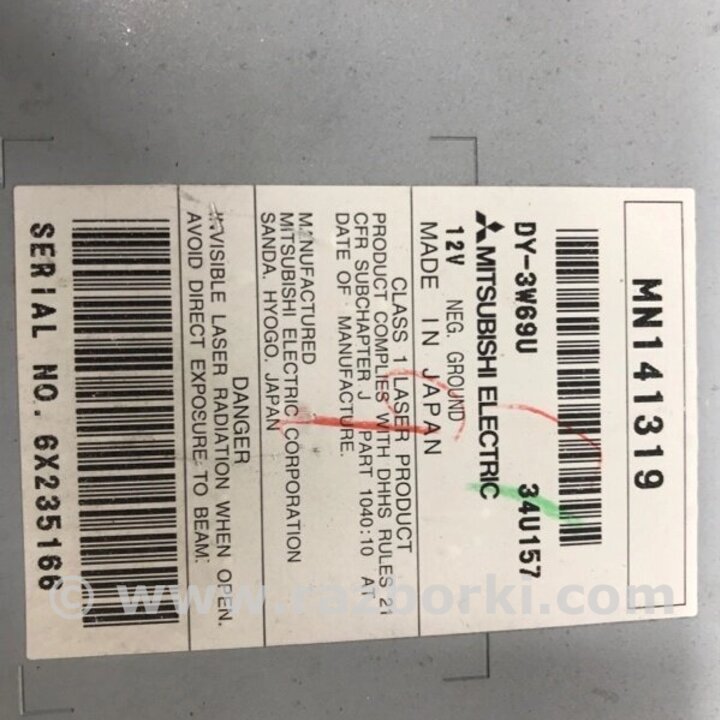 MN141319
DY-3W69U 34U157
MITSUBISHI ELECTRIC
12V NEG. GROUND
MADE IN JAPAN
CLASS 1 LASER PRODUCT
PRODUCT COMPLIES WITH DHHS RULES 21
CFR SUBCHAPTER J PART 1040:10 AT
DATE OF MANUFACTURE.
MANUFACTURED
MITSUBISHI ELECTRIC CORPORATION
SANDA, HYOGO, JAPAN
DANGER
INVISIBLE LASER RADIATION WHEN OPEN.
AVOID DIRECT EXPOSURE TO BEAM.
SERIAL NO. 6X235166
© www.razborki.com